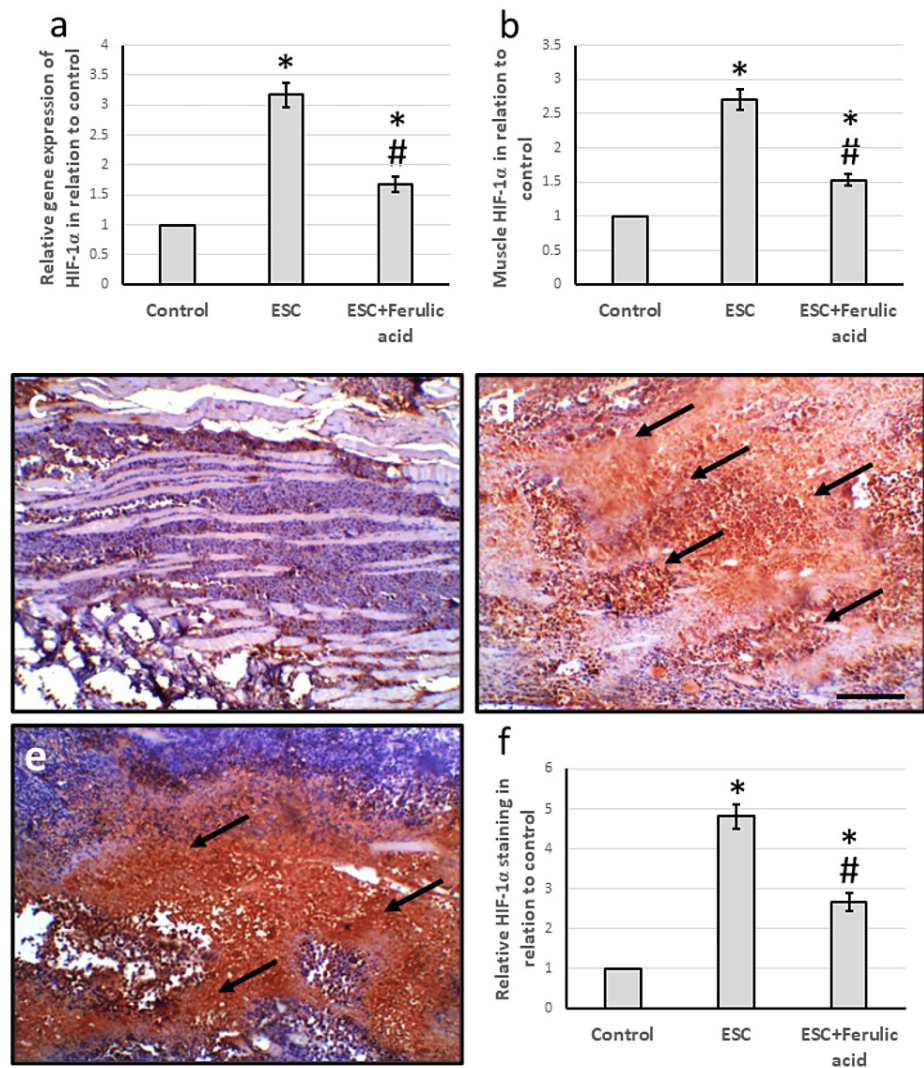 a
Relative gene expression of
HIF-1α in relation to control
4
3.5
3
2.5
2
1.5
1
0.5
0
*
*
#
Control
ESC
ESC+Ferulic
acid
b
Muscle HIF-1α in relation to
control
3.5
3
2.5
2
1.5
1
0.5
0
*
*
#
Control
ESC
ESC+Ferulic
acid
c
d
e
f
Relative HIF-1α staining in
relation to control
6
5
4
3
2
1
0
*
*
#
Control
ESC
ESC+Ferulic
acid